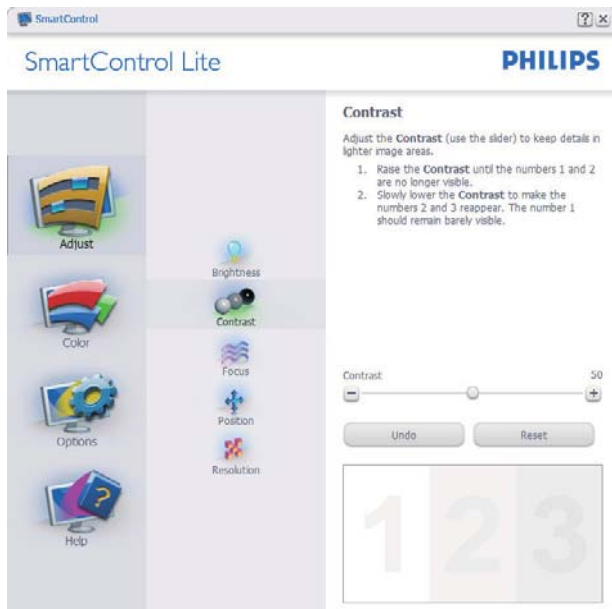 SmartControl
SmartControl Lite
PHILIPS
Adjust
Color
Options
Help
Brightness
Contrast
Focus
Position
Resolution
Contrast
Adjust the Contrast (use the slider) to keep details in
lighter image areas.
1. Raise the Contrast until the numbers 1 and 2
are no longer visible.
2. Slowly lower the Contrast to make the
numbers 2 and 3 reappear. The number 1
should remain barely visible.
Contrast 50
Undo Reset
1 2 3